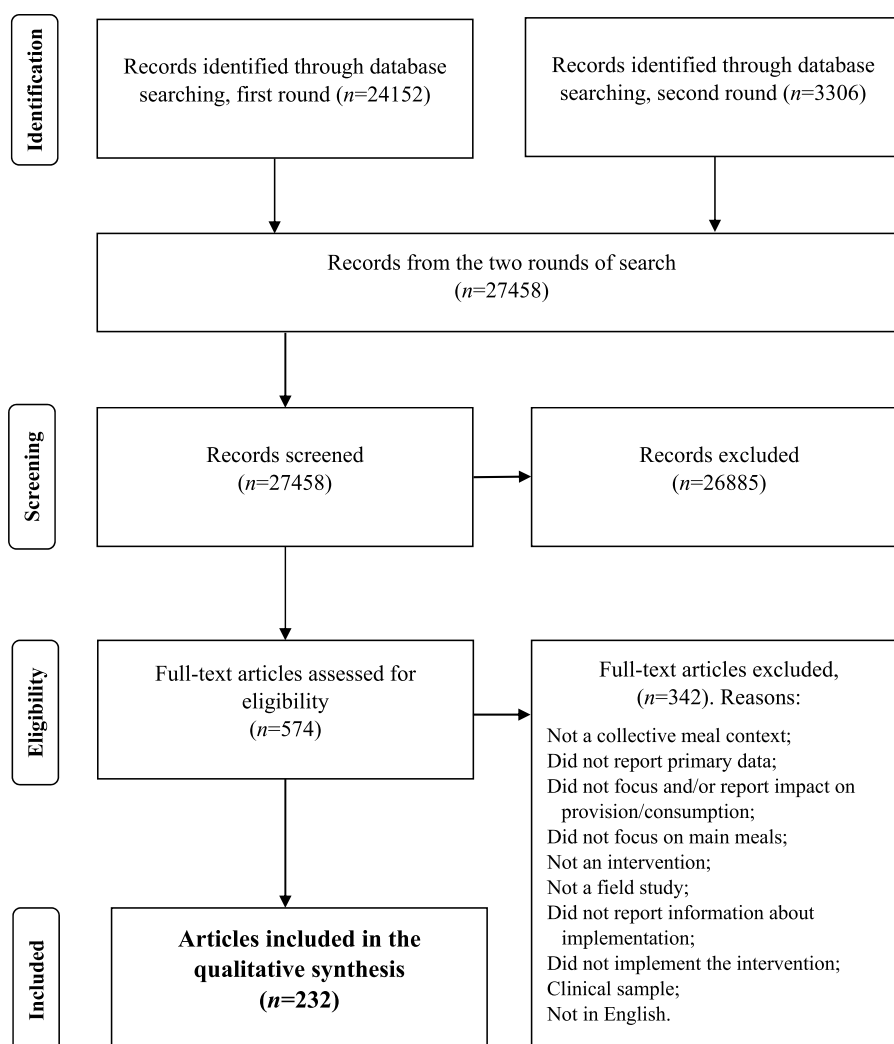 Identification
Records identified through database
searching, first round (n=24152)
Records identified through database
searching, second round (n=3306)
Records from the two rounds of search
(n=27458)
Screening
Records screened
(n=27458)
Records excluded
(n=26885)
Eligibility
Full-text articles assessed for
eligibility
(n=574)
Full-text articles excluded,
(n=342). Reasons:
Not a collective meal context;
Did not report primary data;
Did not focus and/or report impact on
provision/consumption;
Did not focus on main meals;
Not an intervention;
Not a field study;
Did not report information about
implementation;
Did not implement the intervention;
Clinical sample;
Not in English.
Included
Articles included in the
qualitative synthesis
(n=232)